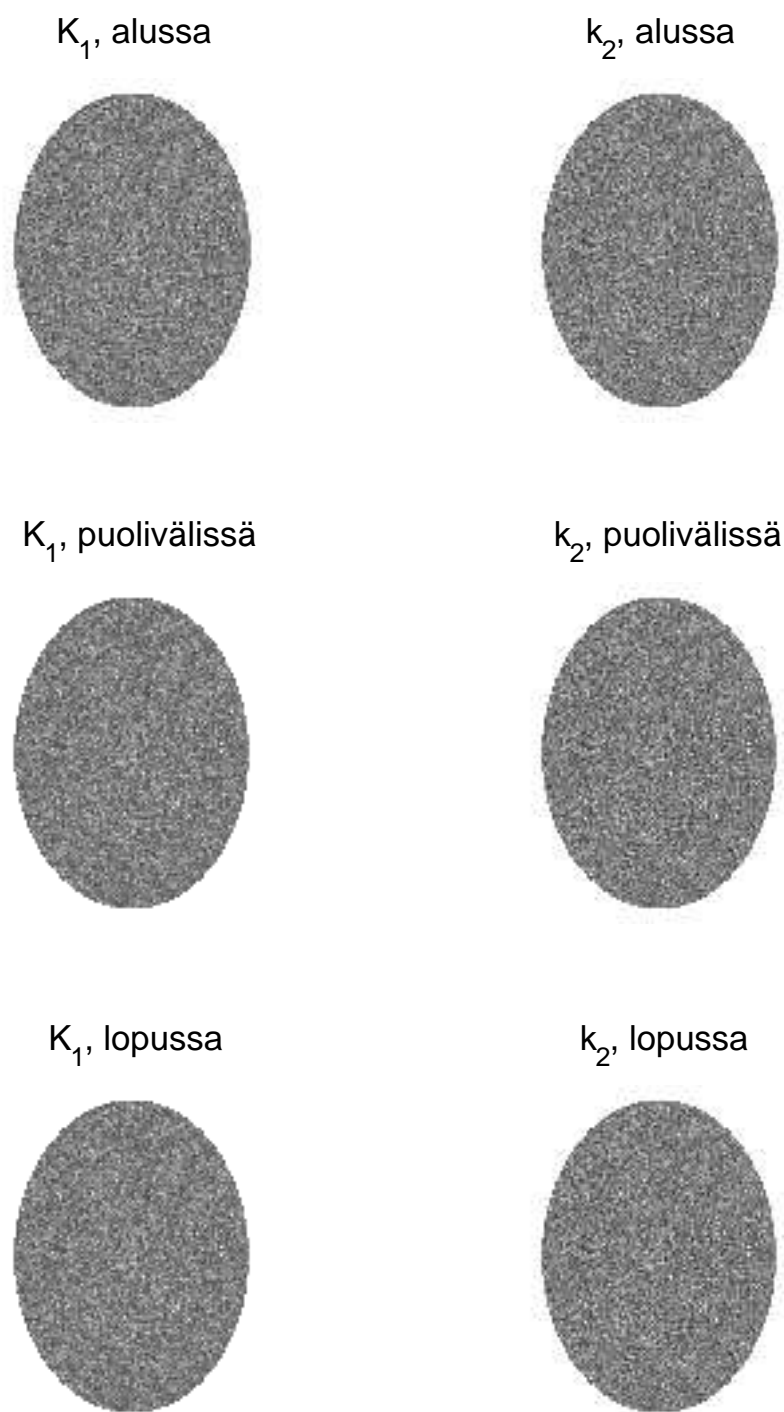 K₁, alussa
k₂, alussa
K₁, puolivälissä
k₂, puolivälissä
K₁, lopussa
k₂, lopussa